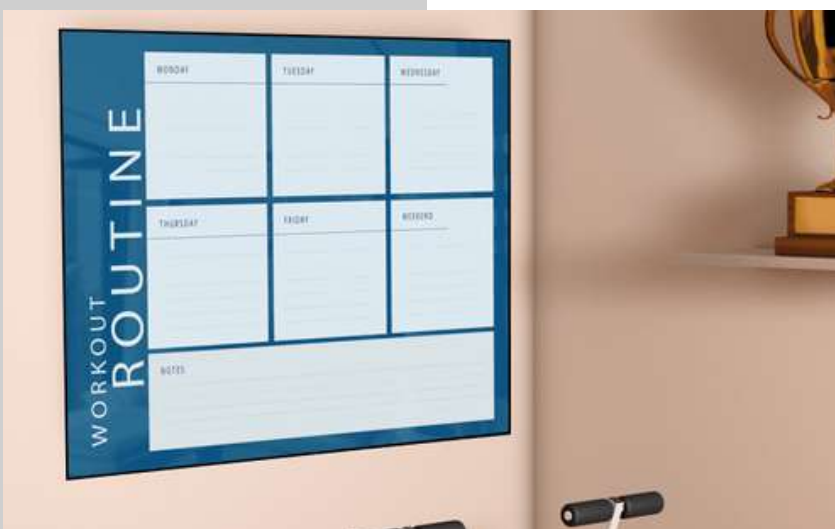 WORKOUT
ROUTINE
MONDAY
TUESDAY
WEDNESDAY
THURSDAY
FRIDAY
WEEKEND
NOTES